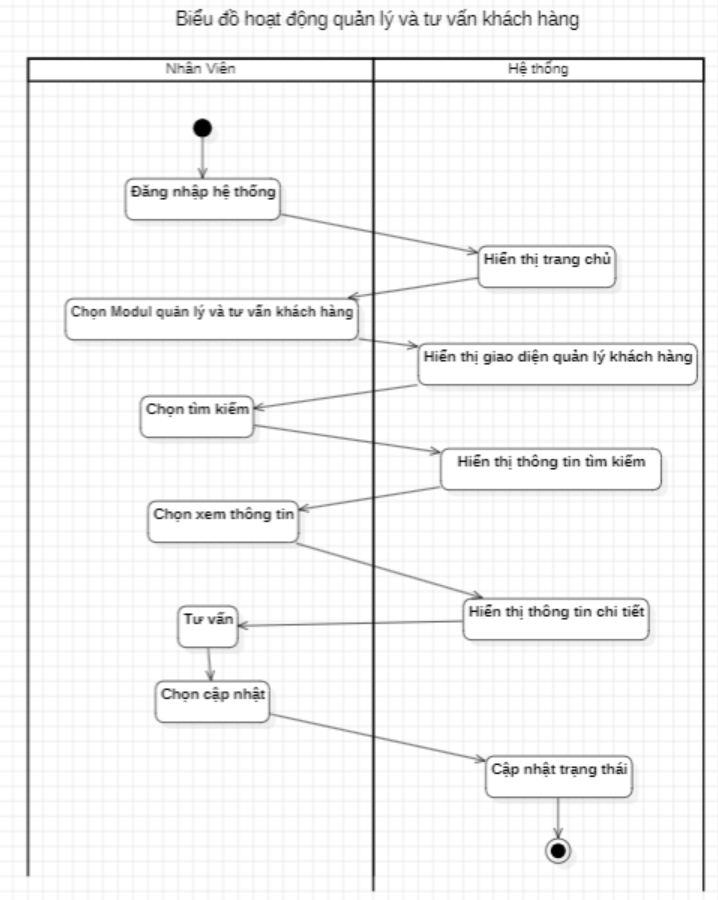 Biểu đồ hoạt động quản lý và tư vấn khách hàng
Nhân Viên
Hệ thống
Đăng nhập hệ thống
Hiển thị trang chủ
Chọn Modul quản lý và tư vấn khách hàng
Hiển thị giao diện quản lý khách hàng
Chọn tìm kiếm
Hiển thị thông tin tìm kiếm
Chọn xem thông tin
Hiển thị thông tin chi tiết
Tư vấn
Chọn cập nhật
Cập nhật trạng thái